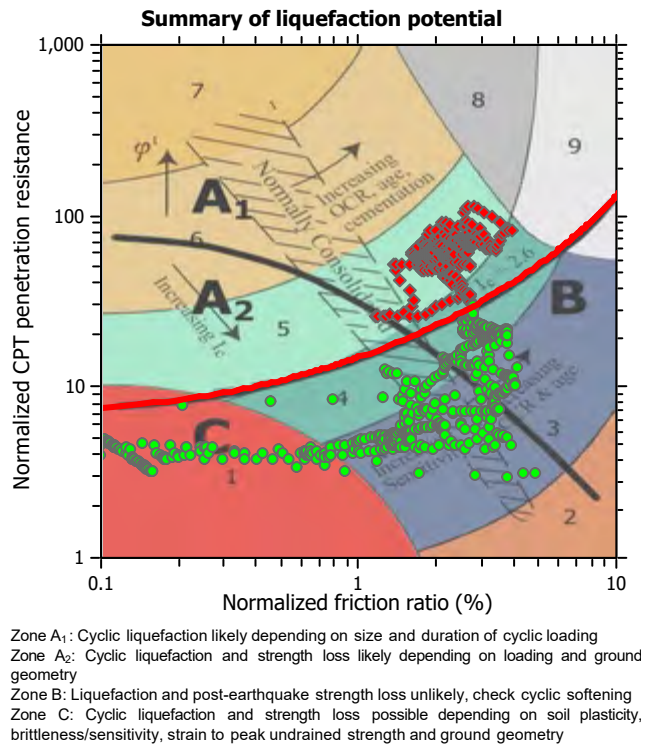 Summary of liquefaction potential
1,000
7
8
9
φ'
Increasing
OCR, age,
cementation
Normally Consolidated
A1
100
6
A2
Increasing Ic
Ic = 2.6
B
5
10
4
C
1
3
2
1
0.1
1
10
Normalized CPT penetration resistance
Normalized friction ratio (%)
Zone A1: Cyclic liquefaction likely depending on size and duration of cyclic loading
Zone A2: Cyclic liquefaction and strength loss likely depending on loading and ground
geometry
Zone B: Liquefaction and post-earthquake strength loss unlikely, check cyclic softening
Zone C: Cyclic liquefaction and strength loss possible depending on soil plasticity,
brittleness/sensitivity, strain to peak undrained strength and ground geometry